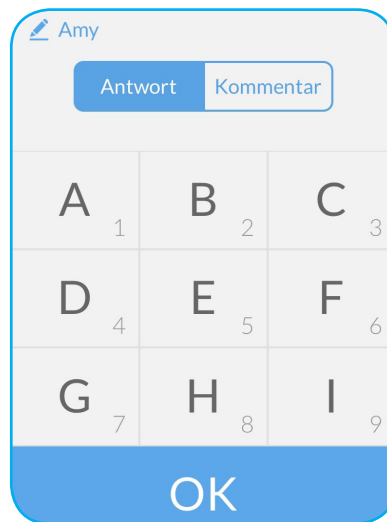 Amy
Antwort Kommentar
A 1 B 2 C 3
D 4 E 5 F 6
G 7 H 8 I 9
OK